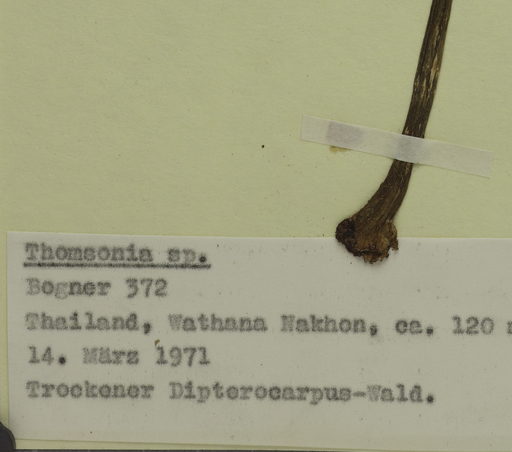 Thomsonia sp.
Bogner 372
Thailand, Wathana Nakhon, ca. 120
14. März 1971
Trockener Dipterocarpus-Wald.